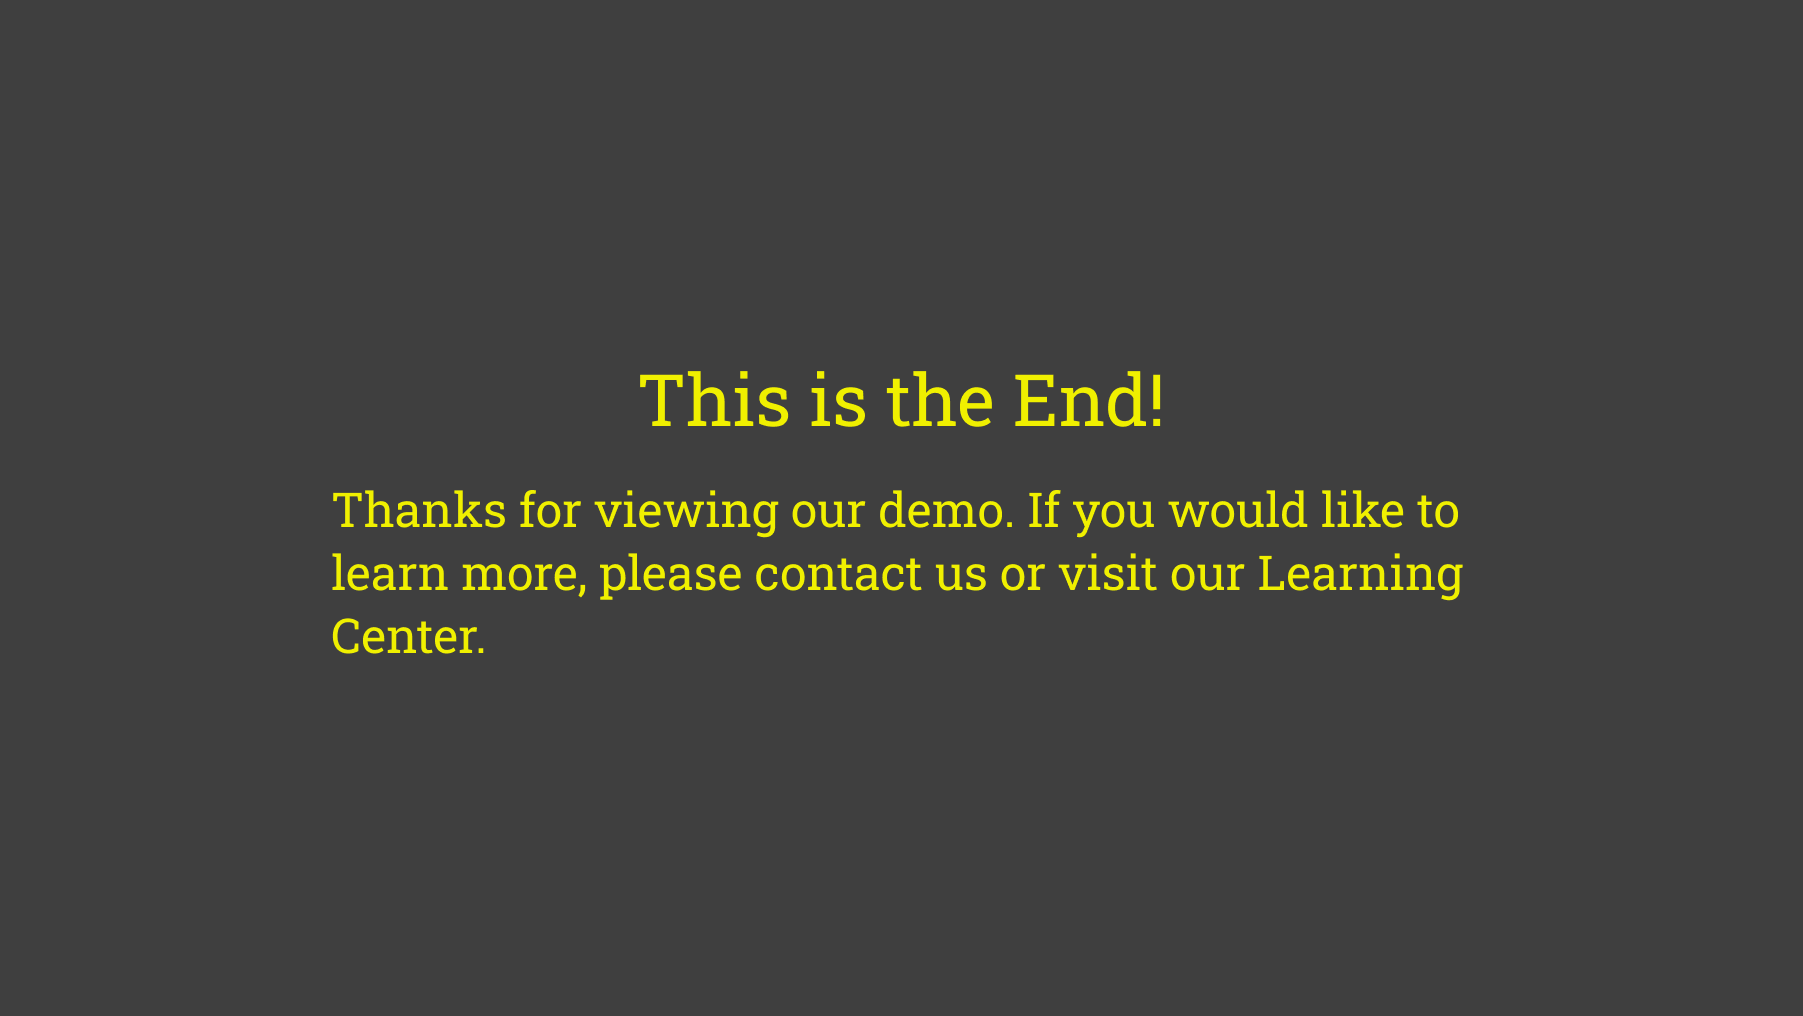 This is the End!
Thanks for viewing our demo. If you would like to
learn more, please contact us or visit our Learning
Center.